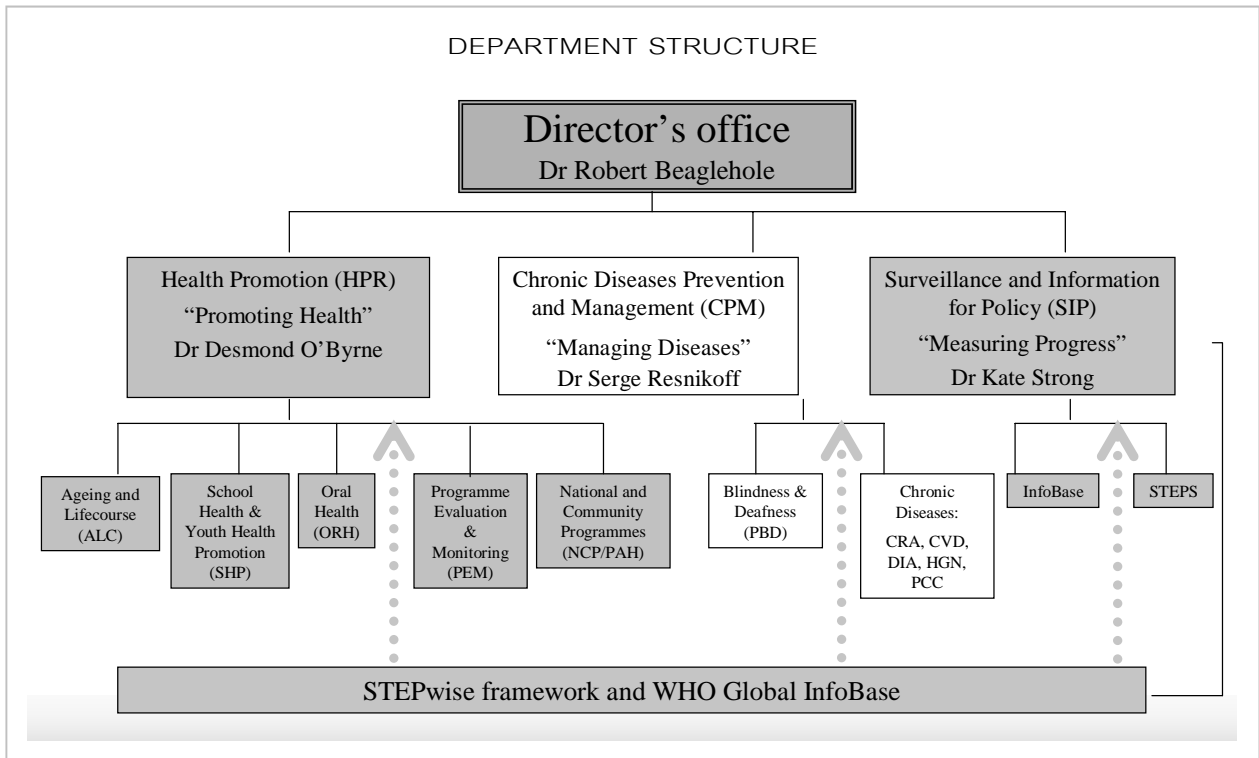 DEPARTMENT STRUCTURE
Director’s office
Dr Robert Beaglehole
Health Promotion (HPR)
“Promoting Health”
Dr Desmond O’Byrne
Chronic Diseases Prevention
and Management (CPM)
“Managing Diseases”
Dr Serge Resnikoff
Surveillance and Information
for Policy (SIP)
“Measuring Progress”
Dr Kate Strong
Ageing and
Lifecourse
(ALC)
School
Health &
Youth Health
Promotion
(SHP)
Oral
Health
(ORH)
Programme
Evaluation
&
Monitoring
(PEM)
National and
Community
Programmes
(NCP/PAH)
Blindness &
Deafness
(PBD)
Chronic
Diseases:
CRA, CVD,
DIA, HGN,
PCC
InfoBase
STEPS
STEPwise framework and WHO Global InfoBase